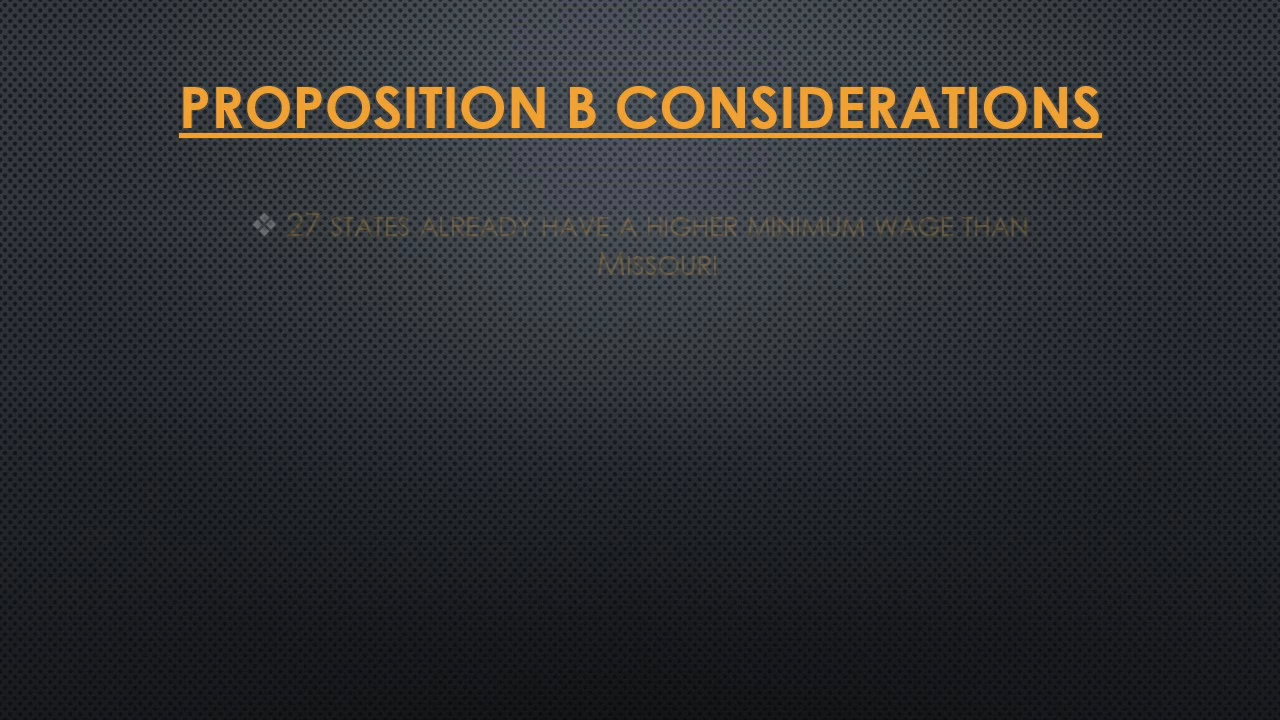 PROPOSITION B CONSIDERATIONS
❖ 27 STATES ALREADY HAVE A HIGHER MINIMUM WAGE THAN
MISSOURI